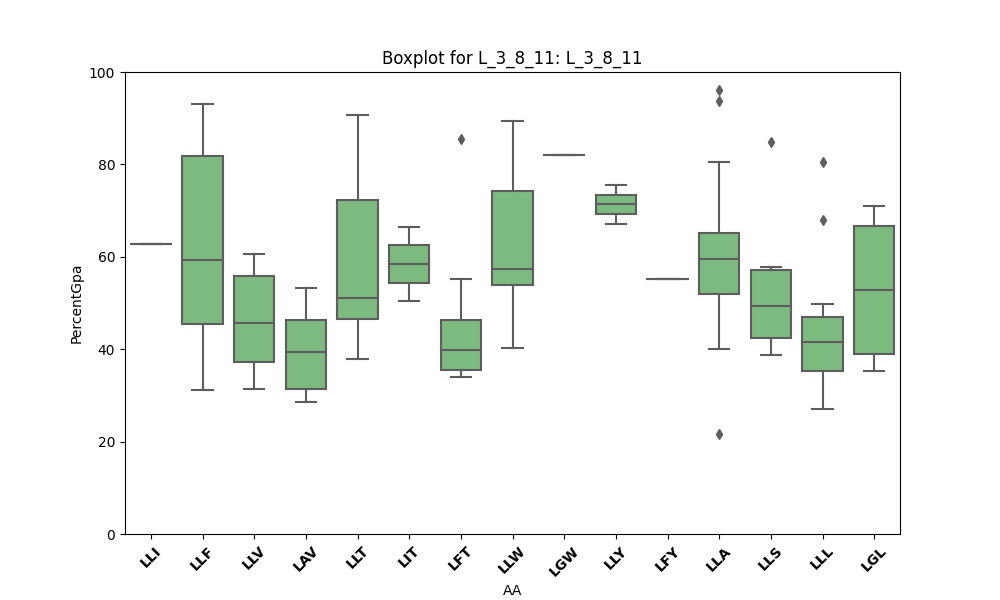 Boxplot for L_3_8_11: L_3_8_11
PercentGpa
100
80
60
40
20
0
LLI LLF LLV LAV LLT LIT LFT LLW LGW LLY LFY LLA LLS LLL LGL
AA